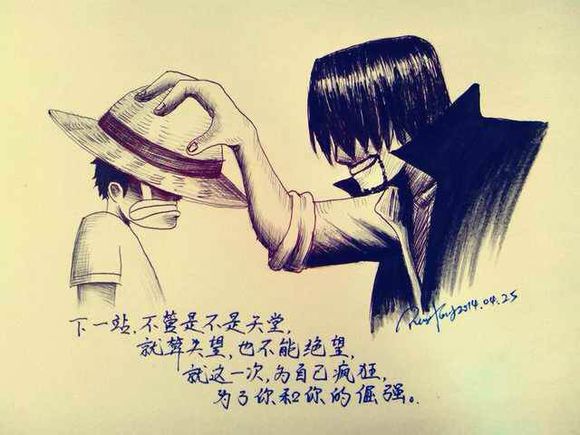 2014.04.25
下一站,不管是不是天堂,
就算失望,也不能绝望,
就这一次,为自己疯狂,
为了你和你的倔强。